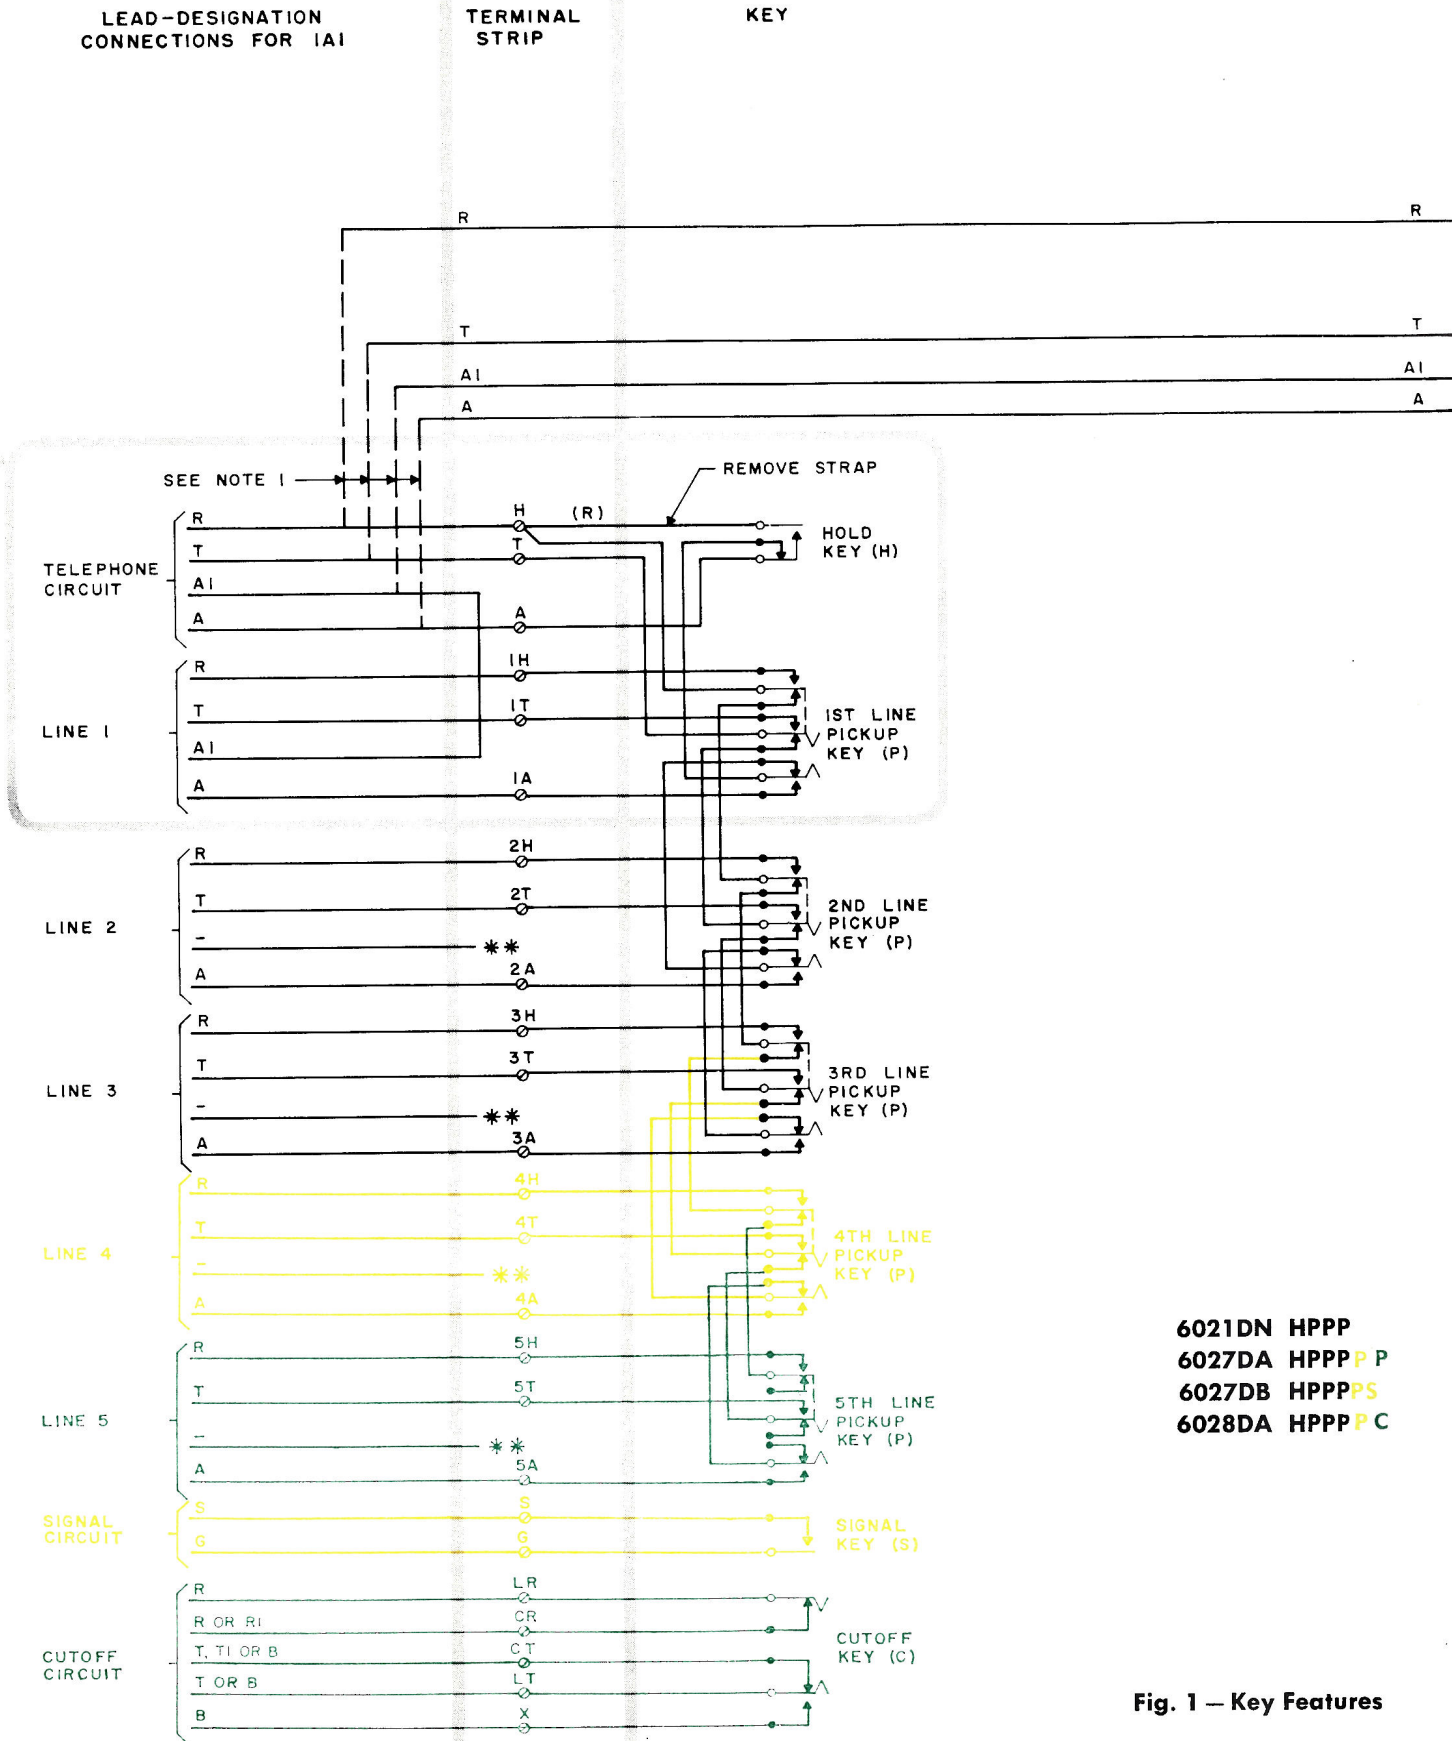 LEAD-DESIGNATION
CONNECTIONS FOR 1A1
TERMINAL
STRIP
KEY
R
R
T
T
A1
A1
A
A
SEE NOTE 1
REMOVE STRAP
TELEPHONE
CIRCUIT
R
H
(R)
T
T
A1
A
A
HOLD
KEY (H)
LINE 1
R
1H
T
1T
A1
A
1A
1ST LINE
PICKUP
KEY (P)
LINE 2
R
2H
T
2T
-
**
A
2A
2ND LINE
PICKUP
KEY (P)
LINE 3
R
3H
T
3T
-
**
A
3A
3RD LINE
PICKUP
KEY (P)
LINE 4
R
4H
T
4T
-
**
A
4A
4TH LINE
PICKUP
KEY (P)
LINE 5
R
5H
T
5T
-
**
A
5A
5TH LINE
PICKUP
KEY (P)
SIGNAL
CIRCUIT
S
S
G
G
SIGNAL
KEY (S)
CUTOFF
CIRCUIT
R
LR
R OR R1
CR
T, T1 OR B
CT
T OR B
LT
B
X
CUTOFF
KEY (C)
6021DN HPPP
6027DA HPPPP P
6027DB HPPPPS
6028DA HPPPP C
Fig. 1 — Key Features